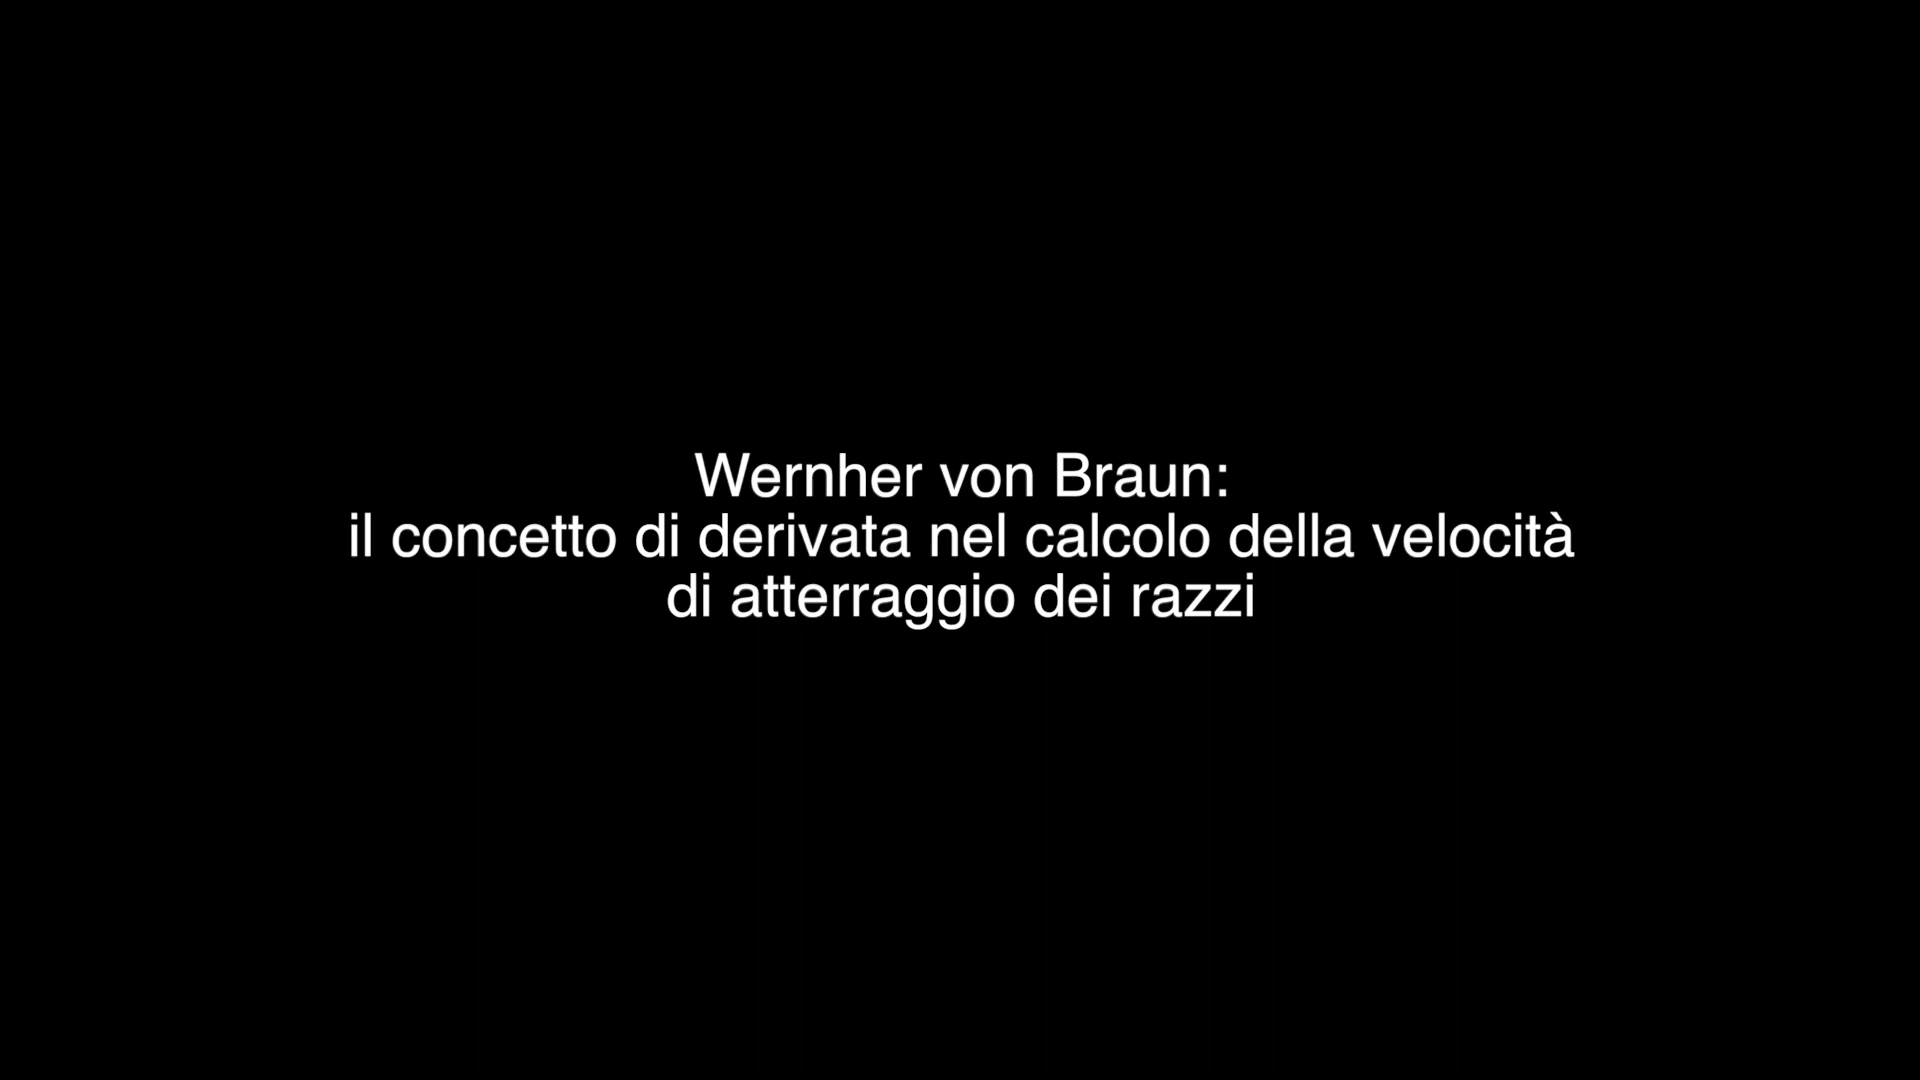 Wernher von Braun:
il concetto di derivata nel calcolo della velocità
di atterraggio dei razzi